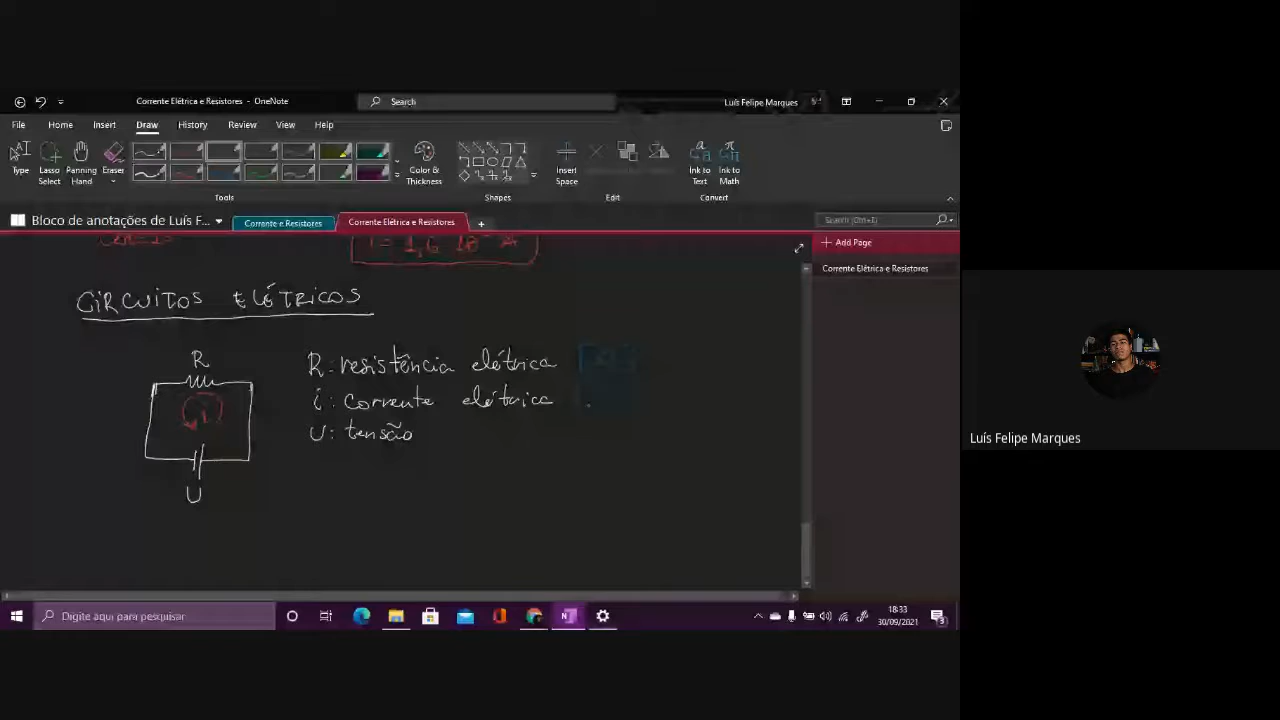 Corrente Elétrica e Resistores - OneNote
Search
Luís Felipe Marques
File Home Insert Draw History Review View Help
Type
Lasso Select
Panning Hand
Eraser
Color & Thickness
Insert Space
Ink to Text
Ink to Math
Tools
Shapes
Edit
Convert
Bloco de anotações de Luís F...
Corrente e Resistores
Corrente Elétrica e Resistores
+
Search (Ctrl+E)
+ Add Page
Corrente Elétrica e Resistores
CIRCUITOS ELÉTRICOS
R
i
U
R: resistência elétrica
i: corrente elétrica
U: tensão
Luís Felipe Marques
Digite aqui para pesquisar
18:33
30/09/2021